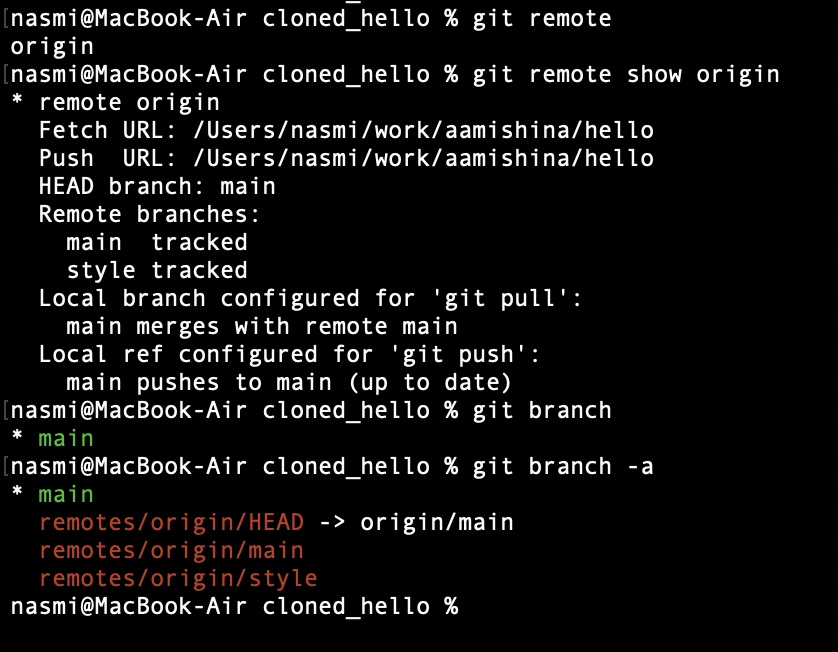 [nasmi@MacBook-Air cloned_hello % git remote
origin
[nasmi@MacBook-Air cloned_hello % git remote show origin
* remote origin
  Fetch URL: /Users/nasmi/work/aamishina/hello
  Push  URL: /Users/nasmi/work/aamishina/hello
  HEAD branch: main
  Remote branches:
    main  tracked
    style tracked
  Local branch configured for 'git pull':
    main merges with remote main
  Local ref configured for 'git push':
    main pushes to main (up to date)
[nasmi@MacBook-Air cloned_hello % git branch
* main
[nasmi@MacBook-Air cloned_hello % git branch -a
* main
  remotes/origin/HEAD -> origin/main
  remotes/origin/main
  remotes/origin/style
nasmi@MacBook-Air cloned_hello %